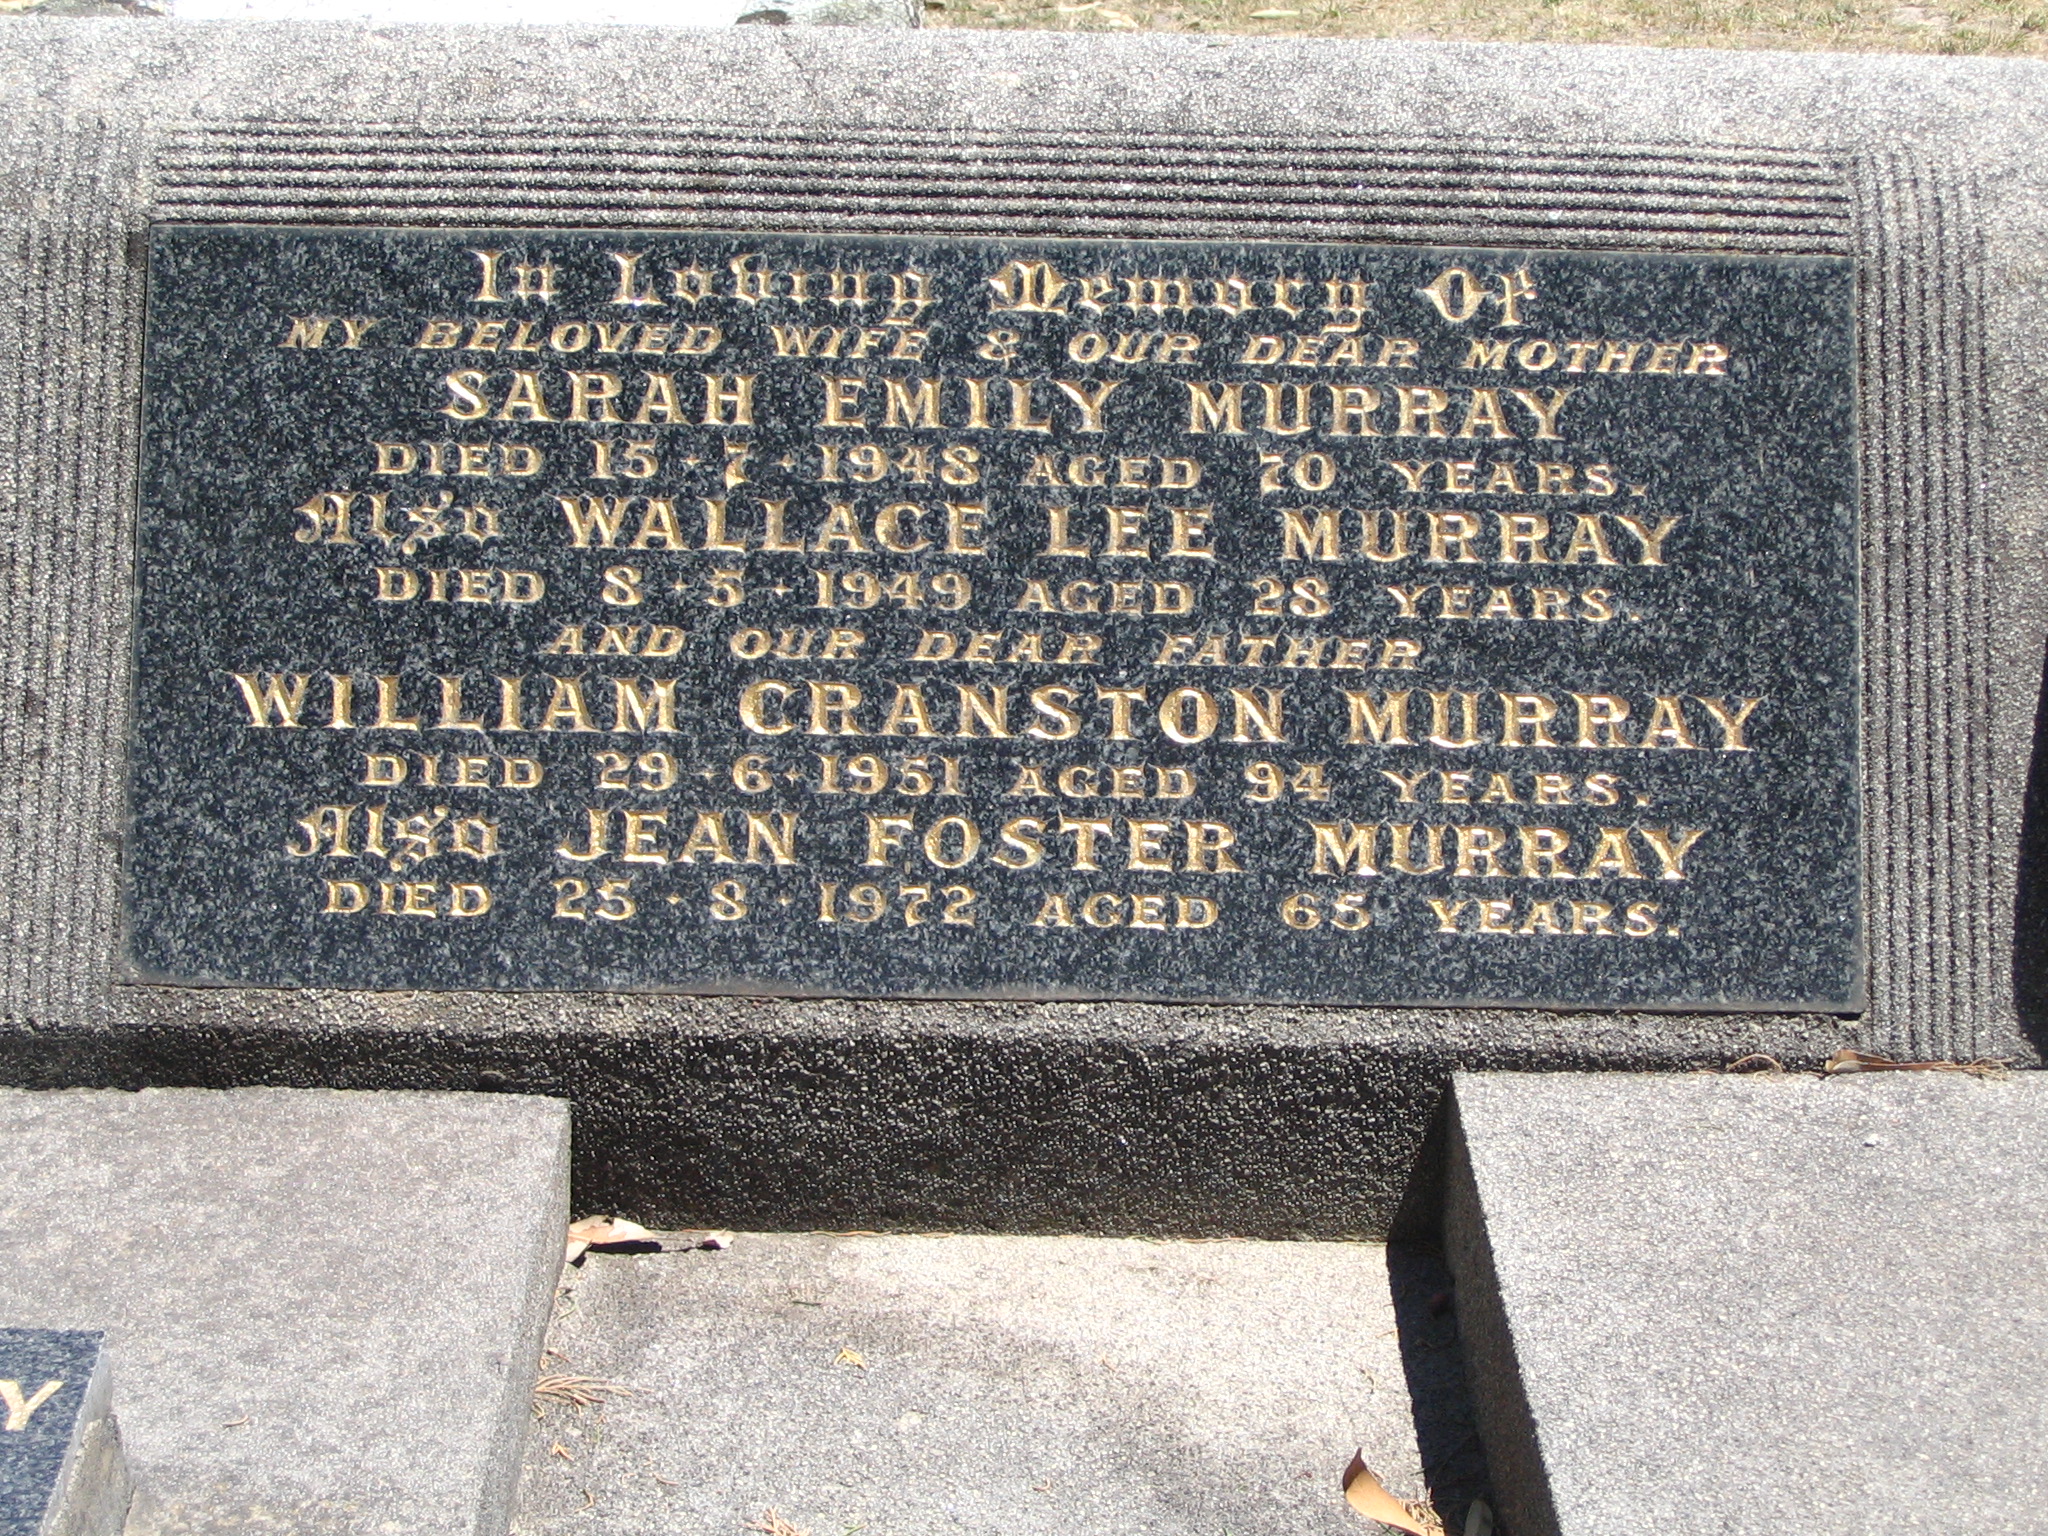 In Loving Memory Of
MY BELOVED WIFE & OUR DEAR MOTHER
SARAH EMILY MURRAY
DIED 15·7·1948 AGED 70 YEARS.
Also WALLACE LEE MURRAY
DIED 8·5·1949 AGED 28 YEARS.
AND OUR DEAR FATHER
WILLIAM CRANSTON MURRAY
DIED 29·6·1951 AGED 94 YEARS.
Also JEAN FOSTER MURRAY
DIED 25·8·1972 AGED 65 YEARS.
Y